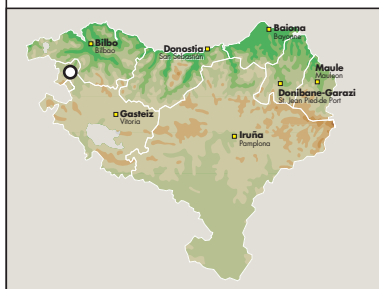 Baiona
Bayonne
Bilbo
Bilbao
Donostia
San Sebastian
Maule
Mauleon
Donibane-Garazi
St. Jean Pied de Port
Gasteiz
Vitoria
Iruña
Pamplona